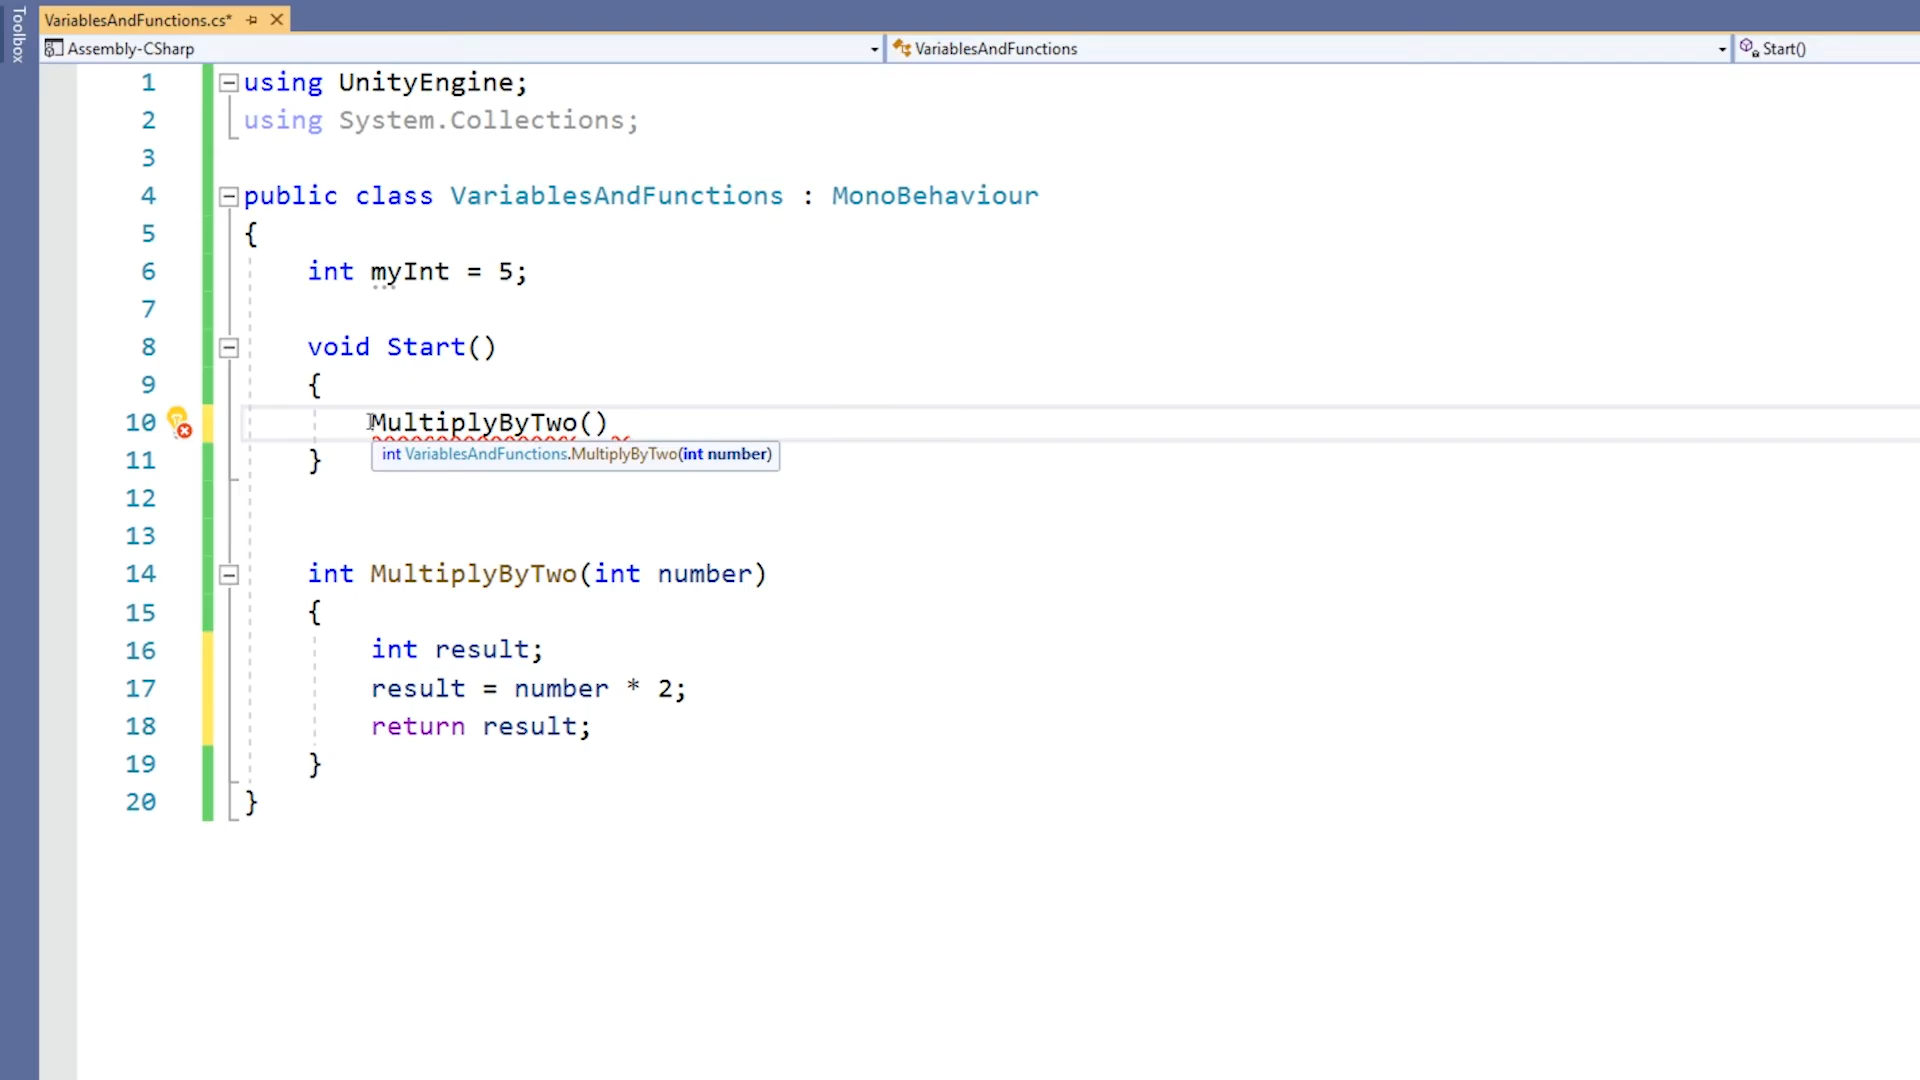 Toolbox
VariablesAndFunctions.cs*
Assembly-CSharp
VariablesAndFunctions
Start()
1 using UnityEngine;
2 using System.Collections;
3
4 public class VariablesAndFunctions : MonoBehaviour
5 {
6 int myInt = 5;
7
8 void Start()
9 {
10 MultiplyByTwo()
int VariablesAndFunctions.MultiplyByTwo(int number)
11 }
12
13
14 int MultiplyByTwo(int number)
15 {
16 int result;
17 result = number * 2;
18 return result;
19 }
20 }